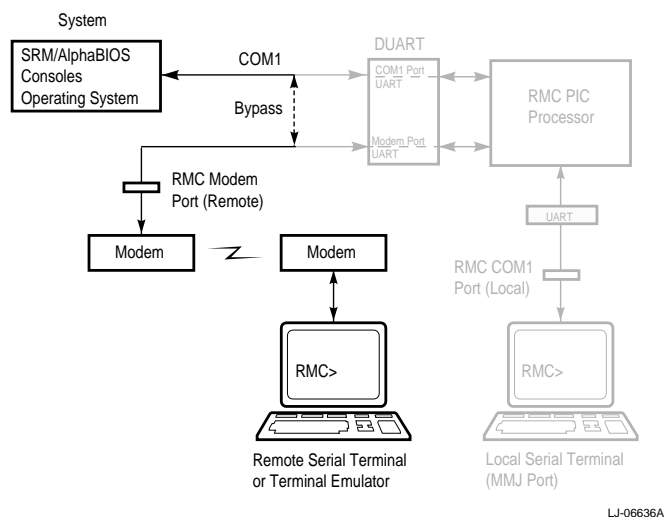 System
SRM/AlphaBIOS
Consoles
Operating System
COM1
Bypass
DUART
COM1 Port
UART
Modem Port
UART
RMC PIC
Processor
RMC Modem
Port (Remote)
Modem
Modem
UART
RMC COM1
Port (Local)
RMC>
RMC>
Remote Serial Terminal
or Terminal Emulator
Local Serial Terminal
(MMJ Port)
LJ-06636A